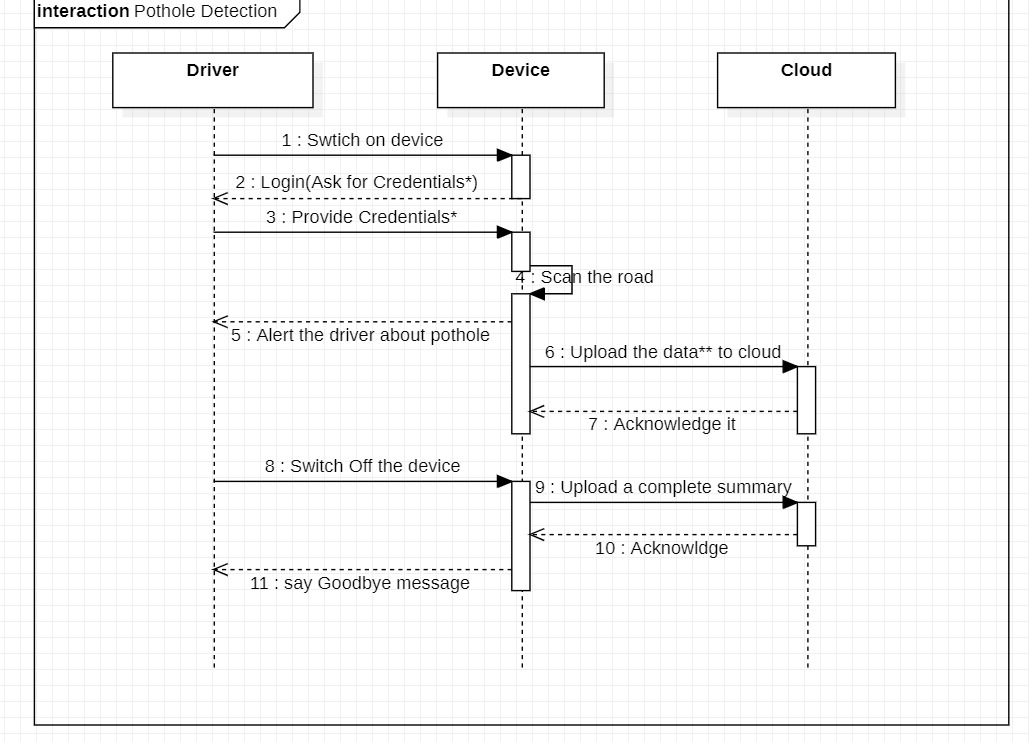 interaction Pothole Detection
Driver
Device
Cloud
1 : Swtich on device
2 : Login(Ask for Credentials*)
3 : Provide Credentials*
4 : Scan the road
5 : Alert the driver about pothole
6 : Upload the data** to cloud
7 : Acknowledge it
8 : Switch Off the device
9 : Upload a complete summary
10 : Acknowldge
11 : say Goodbye message